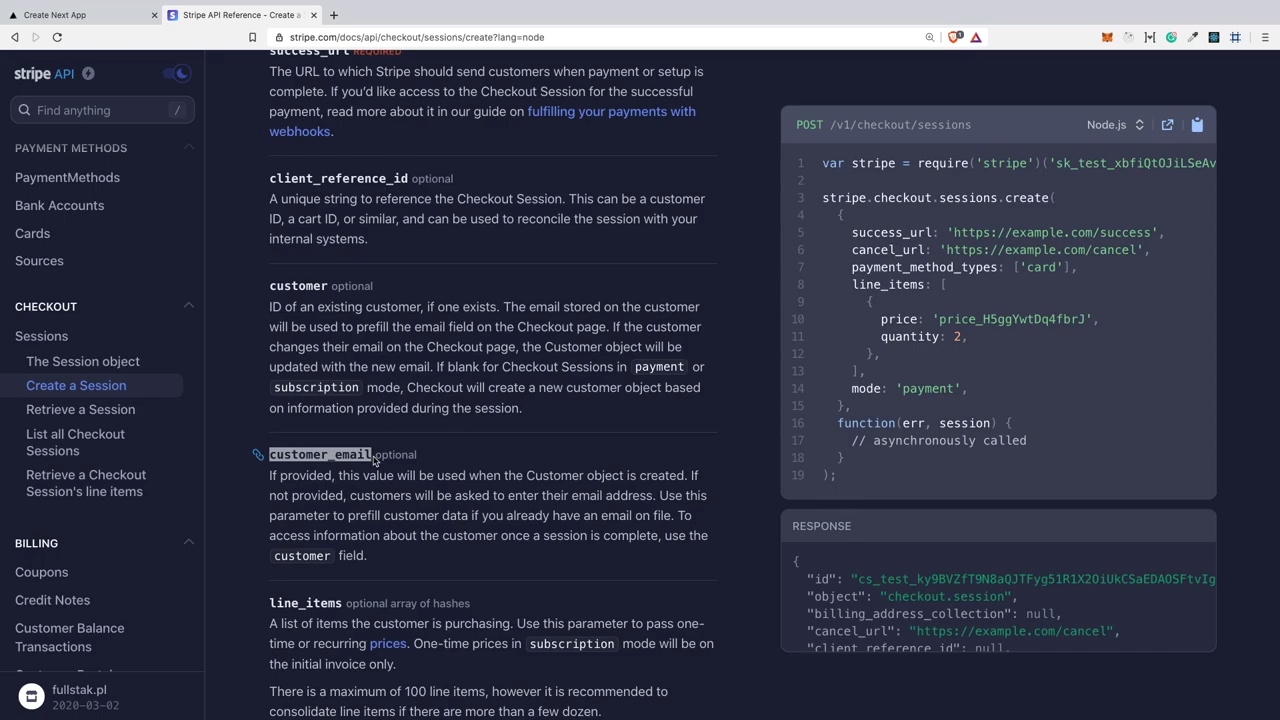 Create Next App
Stripe API Reference - Create a
stripe.com/docs/api/checkout/sessions/create?lang=node
1
stripe API
Find anything
/
PAYMENT METHODS
PaymentMethods
Bank Accounts
Cards
Sources
CHECKOUT
Sessions
The Session object
Create a Session
Retrieve a Session
List all Checkout
Sessions
Retrieve a Checkout
Session's line items
BILLING
Coupons
Credit Notes
Customer Balance
Transactions
fullstak.pl
2020-03-02
success_url REQUIRED
The URL to which Stripe should send customers when payment or setup is
complete. If you'd like access to the Checkout Session for the successful
payment, read more about it in our guide on fulfilling your payments with
webhooks.
client_reference_id optional
A unique string to reference the Checkout Session. This can be a customer
ID, a cart ID, or similar, and can be used to reconcile the session with your
internal systems.
customer optional
ID of an existing customer, if one exists. The email stored on the customer
will be used to prefill the email field on the Checkout page. If the customer
changes their email on the Checkout page, the Customer object will be
updated with the new email. If blank for Checkout Sessions in payment or
subscription mode, Checkout will create a new customer object based
on information provided during the session.
customer_email optional
If provided, this value will be used when the Customer object is created. If
not provided, customers will be asked to enter their email address. Use this
parameter to prefill customer data if you already have an email on file. To
access information about the customer once a session is complete, use the
customer field.
line_items optional array of hashes
A list of items the customer is purchasing. Use this parameter to pass one-
time or recurring prices. One-time prices in subscription mode will be on
the initial invoice only.
There is a maximum of 100 line items, however it is recommended to
consolidate line items if there are more than a few dozen.
POST /v1/checkout/sessions
Node.js
1 var stripe = require('stripe')('sk_test_xbfiQtOJiLSeAv
2
3 stripe.checkout.sessions.create(
4 {
5 success_url: 'https://example.com/success',
6 cancel_url: 'https://example.com/cancel',
7 payment_method_types: ['card'],
8 line_items: [
9 {
10 price: 'price_H5ggYwtDq4fbrJ',
11 quantity: 2,
12 },
13 ],
14 mode: 'payment',
15 },
16 function(err, session) {
17 // asynchronously called
18 }
19 );
RESPONSE
{
"id": "cs_test_ky9BVZfT9N8aQJTFyg51R1X2OiUkCSaEDAOSFtvIg
"object": "checkout.session",
"billing_address_collection": null,
"cancel_url": "https://example.com/cancel",
"client_reference_id": null,